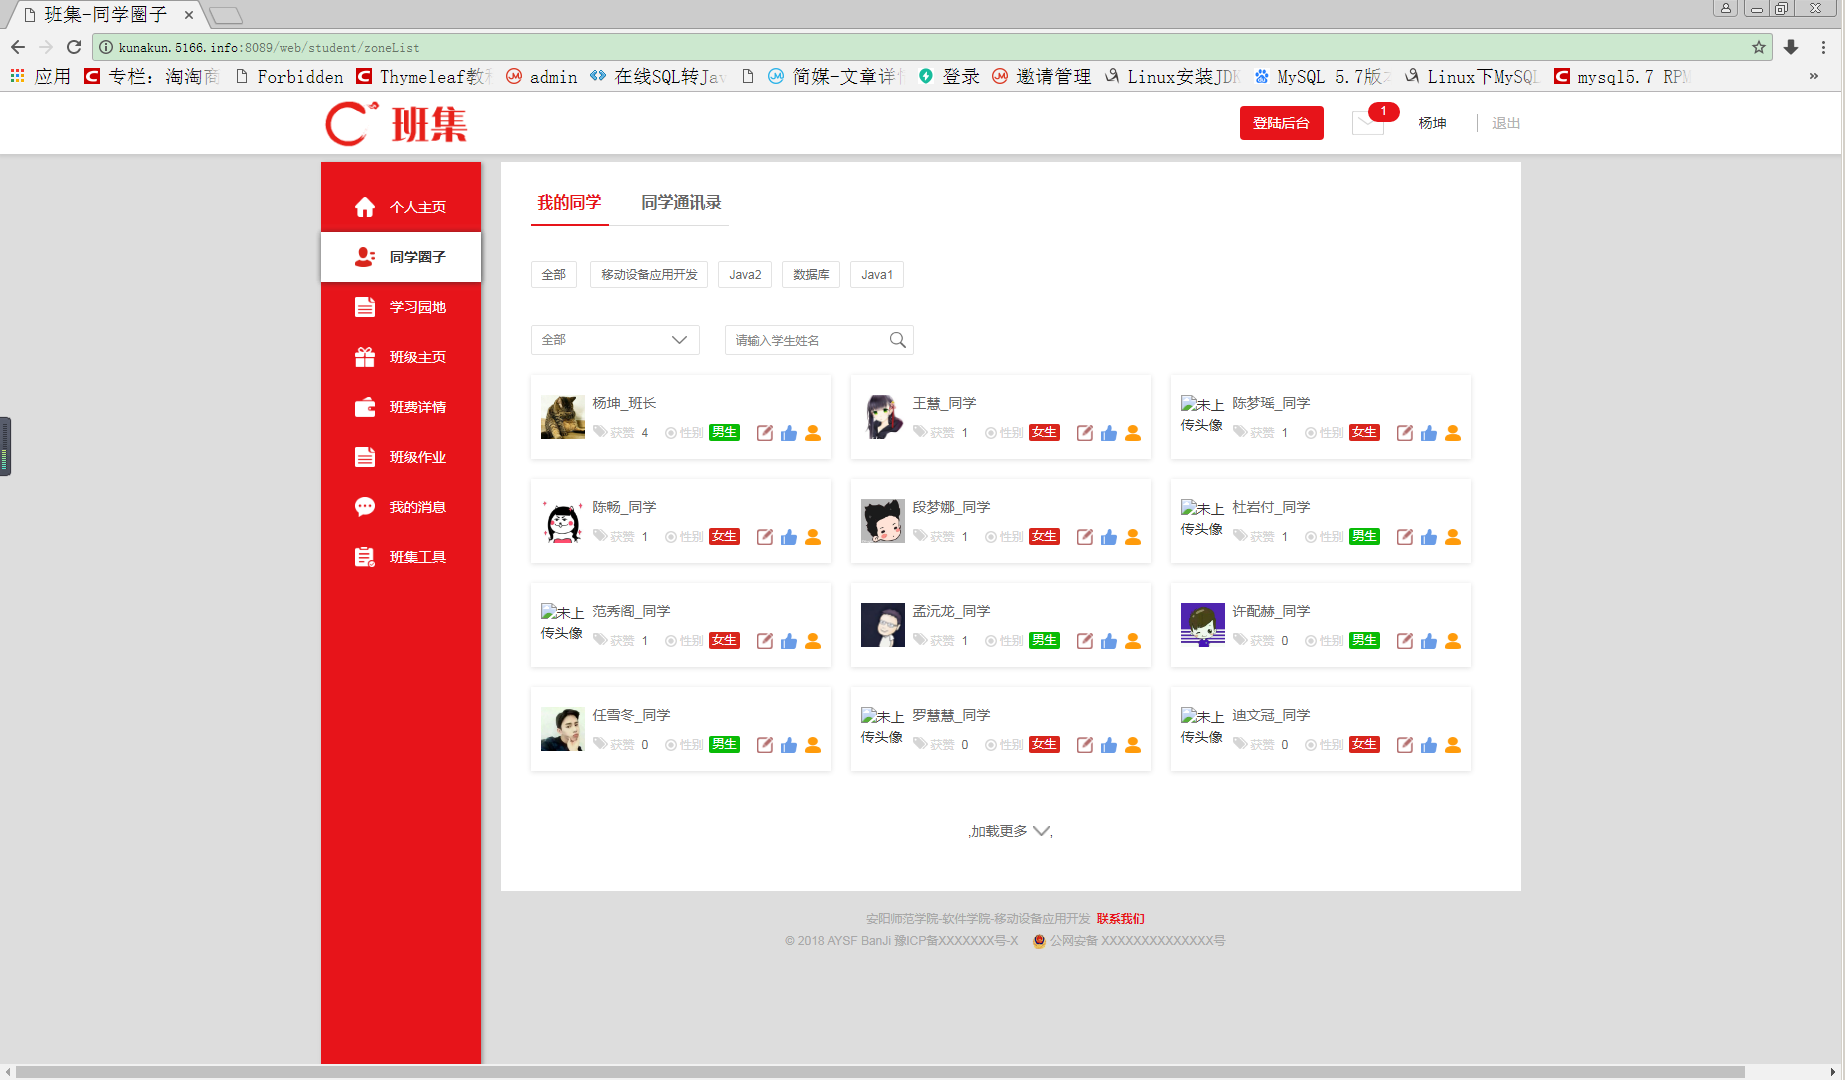 班集-同学圈子
kunakun.5166.info:8089/web/student/zoneList
应用 专栏：淘淘商 Forbidden Thymeleaf教程 admin 在线SQL转Jav 简媒-文章详情 登录 邀请管理 Linux安装JDK MySQL 5.7版本 Linux下MySQL mysql5.7 RPM »
班集
登陆后台 1 杨坤 退出
个人主页
同学圈子
学习园地
班级主页
班费详情
班级作业
我的消息
班集工具
我的同学 同学通讯录
全部 移动设备应用开发 Java2 数据库 Java1
全部 请输入学生姓名
杨坤_班长
获赞 4 性别 男生
王慧_同学
获赞 1 性别 女生
未上传头像
陈梦瑶_同学
获赞 1 性别 女生
陈畅_同学
获赞 1 性别 女生
段梦娜_同学
获赞 1 性别 女生
未上传头像
杜岩付_同学
获赞 1 性别 男生
未上传头像
范秀阁_同学
获赞 1 性别 女生
孟沅龙_同学
获赞 1 性别 男生
许配赫_同学
获赞 0 性别 男生
任雪冬_同学
获赞 0 性别 男生
未上传头像
罗慧慧_同学
获赞 0 性别 女生
未上传头像
迪文冠_同学
获赞 0 性别 女生
,加载更多 ,
安阳师范学院-软件学院-移动设备应用开发 联系我们
© 2018 AYSF BanJi 豫ICP备XXXXXXX号-X 公网安备 XXXXXXXXXXXXXX号